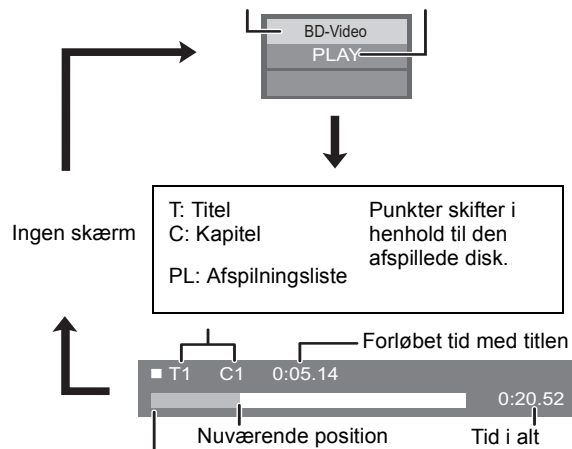 BD-Video
PLAY
Ingen skærm
T: Titel
C: Kapitel
PL: Afspilningsliste
Punkter skifter i
henhold til den
afspillede disk.
Forløbet tid med titlen
T1 C1 0:05.14
0:20.52
Nuværende position
Tid i alt